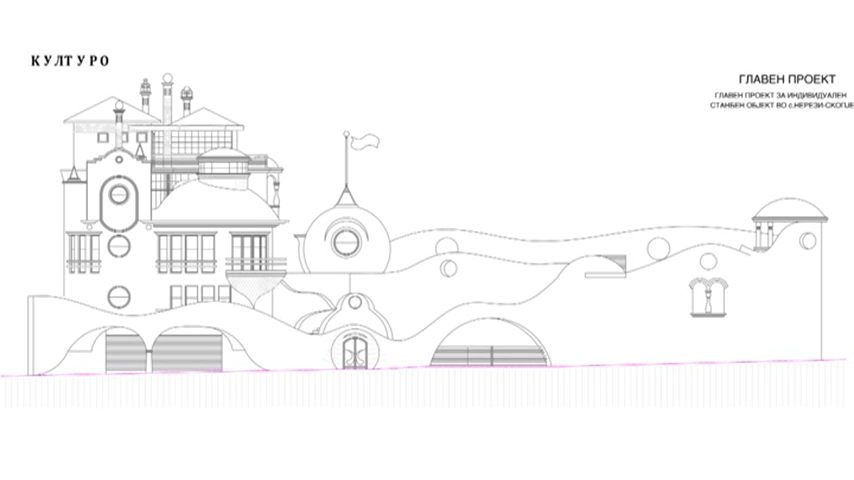 КУЛТУРО
ГЛАВЕН ПРОЕКТ
ГЛАВЕН ПРОЕКТ ЗА ИНДИВИДУАЛЕН
СТАНБЕН ОБЈЕКТ ВО с.НЕРЕЗИ-СКОПЈЕ